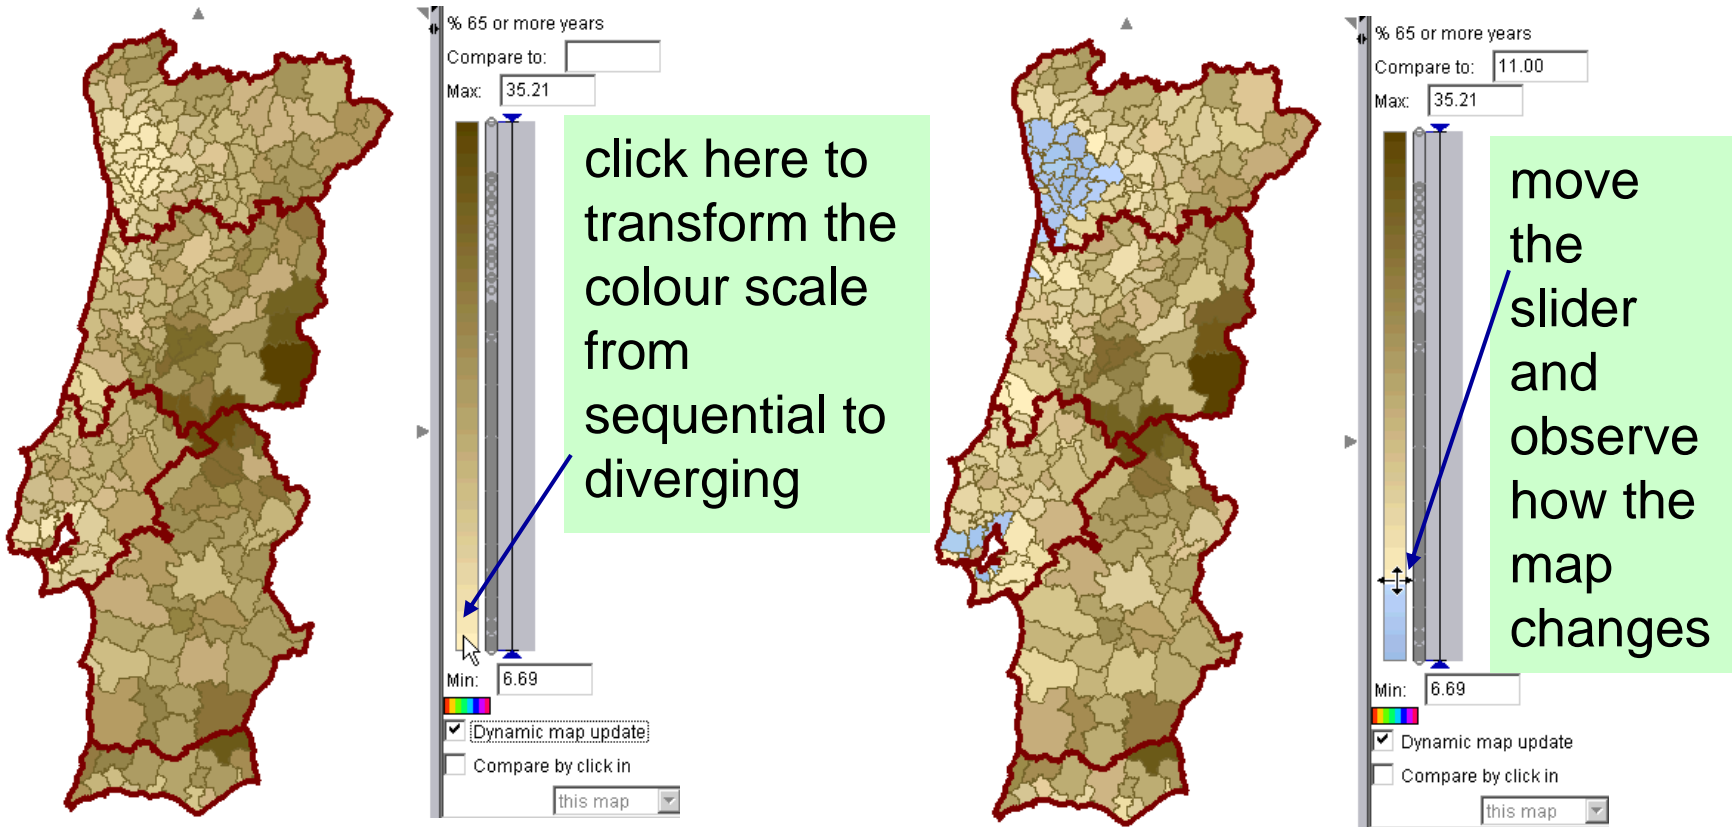 % 65 or more years
Compare to:
Max: 35.21
click here to
transform the
colour scale
from
sequential to
diverging
Min: 6.69
Dynamic map update
Compare by click in
this map
% 65 or more years
Compare to: 11.00
Max: 35.21
move
the
slider
and
observe
how the
map
changes
Min: 6.69
Dynamic map update
Compare by click in
this map